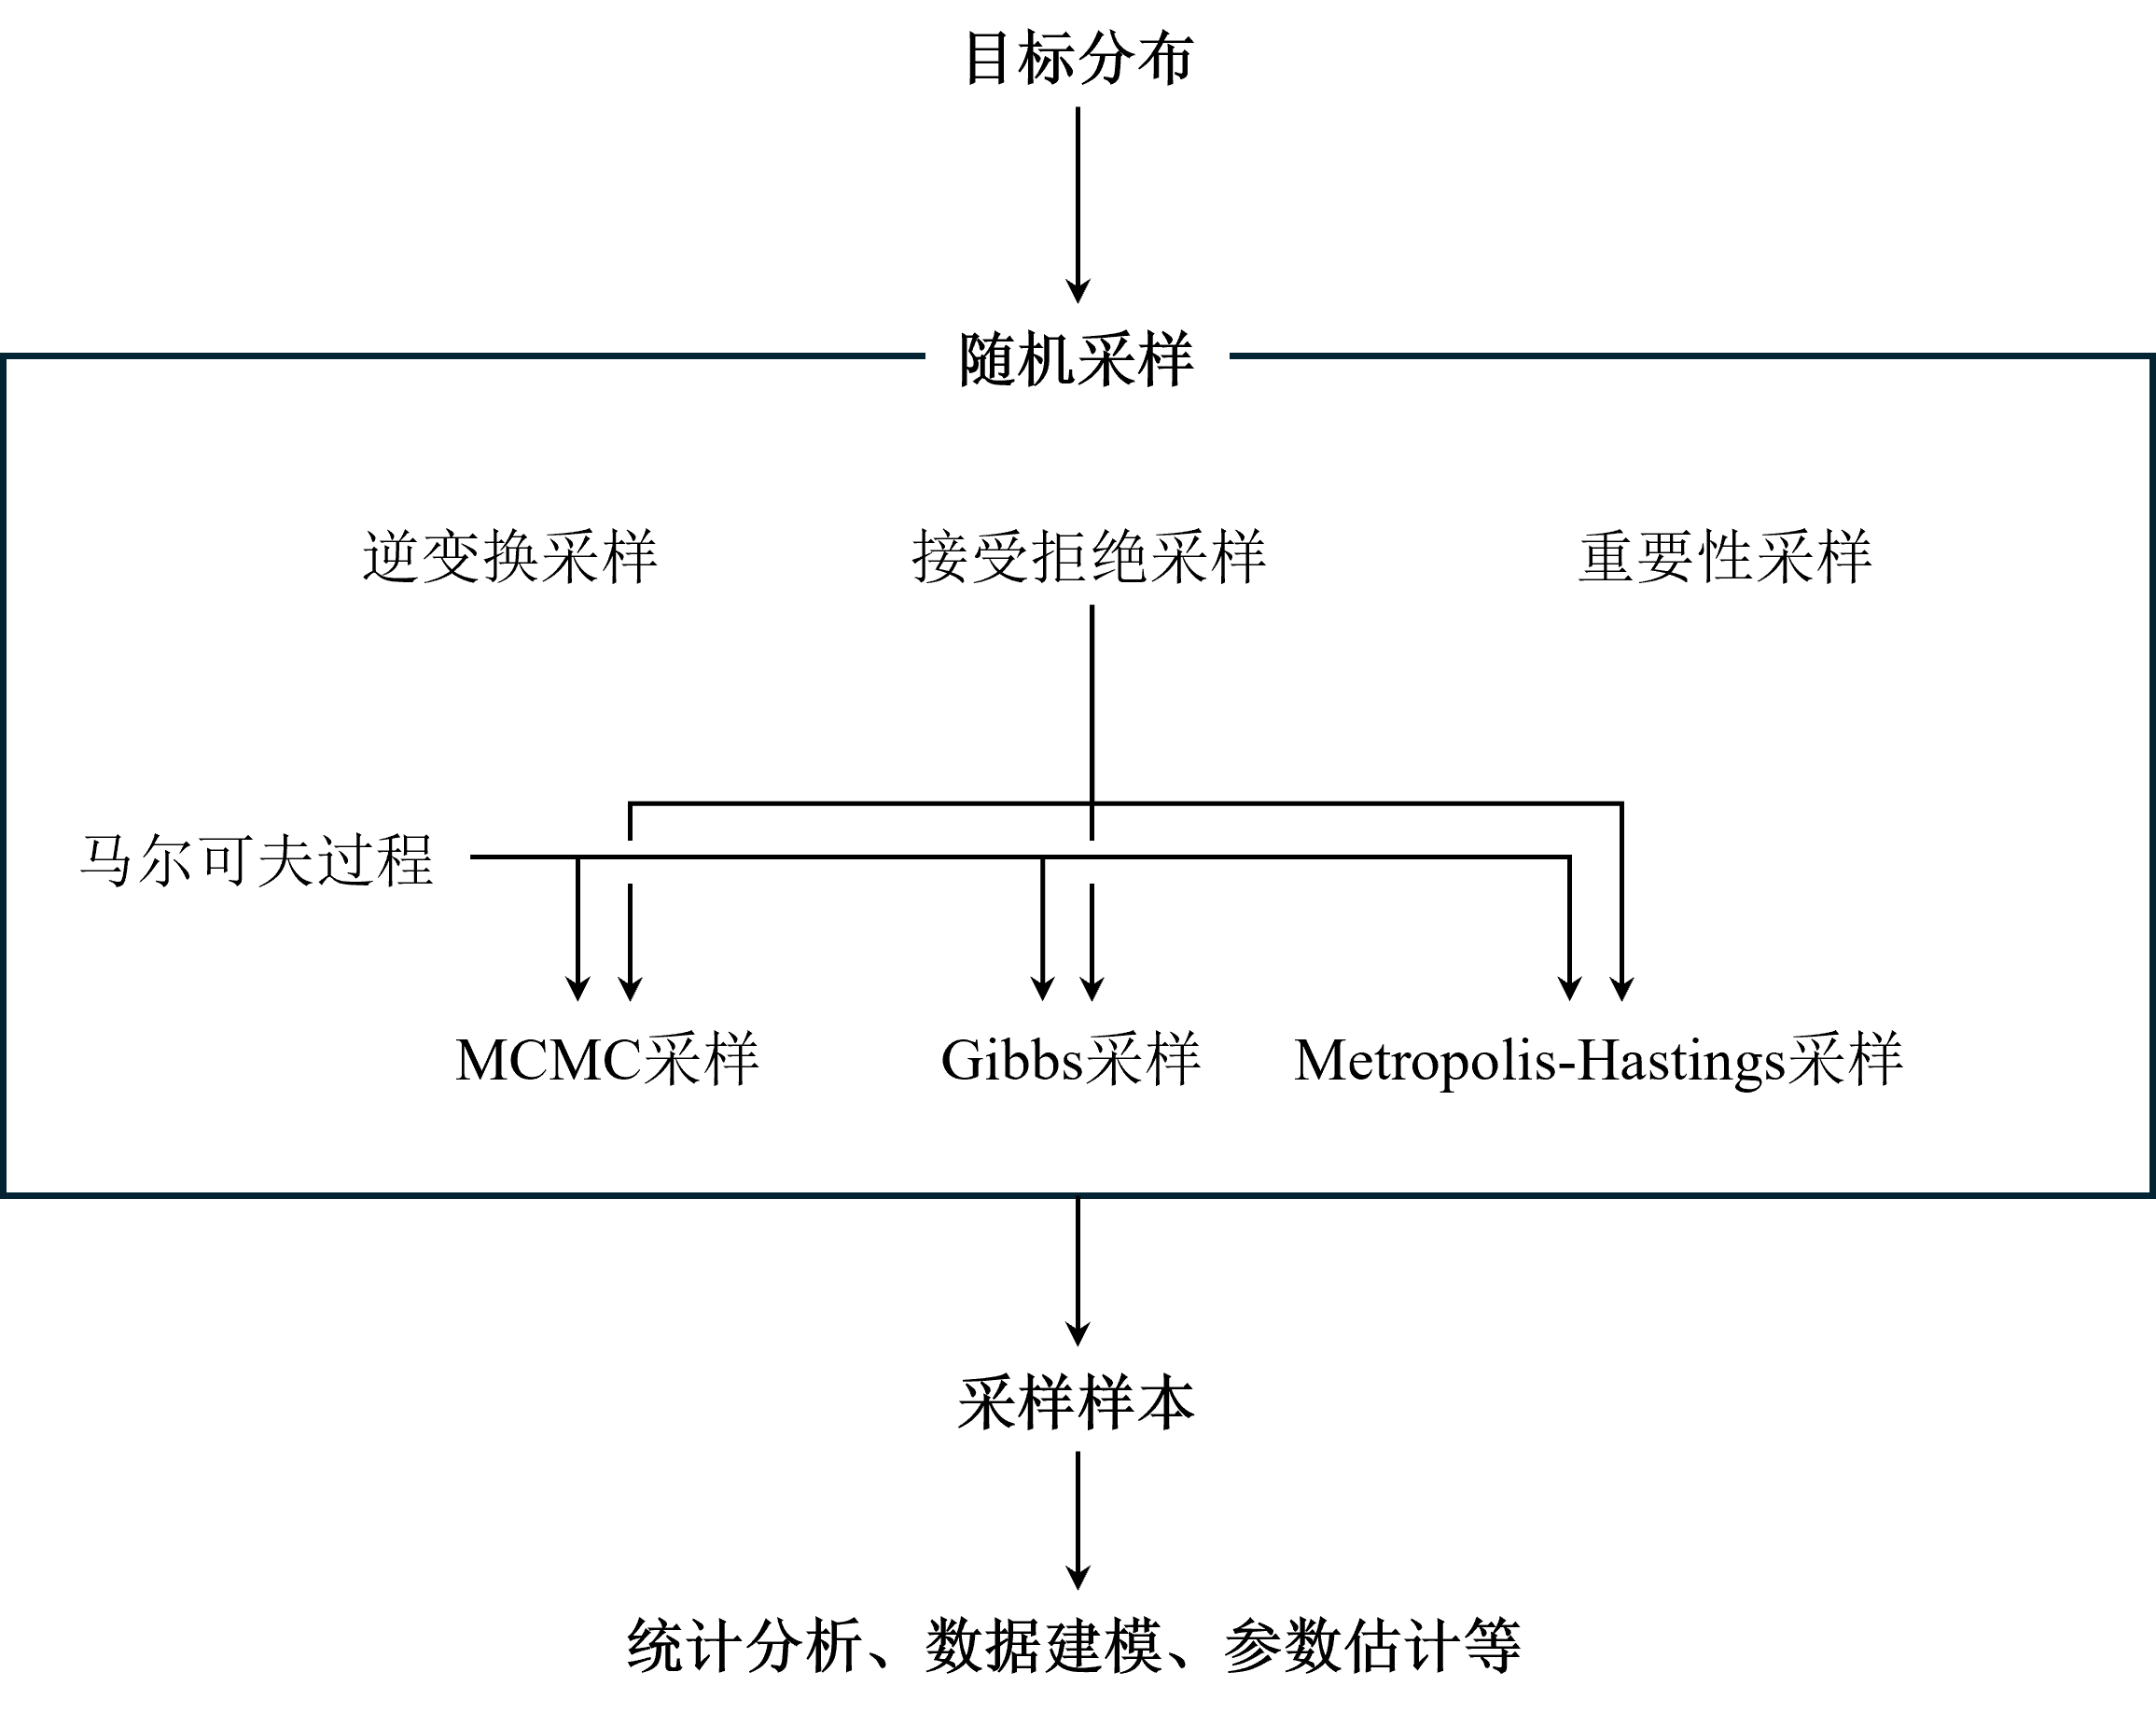 目标分布
随机采样
逆变换采样 接受拒绝采样 重要性采样
马尔可夫过程
MCMC采样 Gibbs采样 Metropolis-Hastings采样
采样样本
统计分析、数据建模、参数估计等